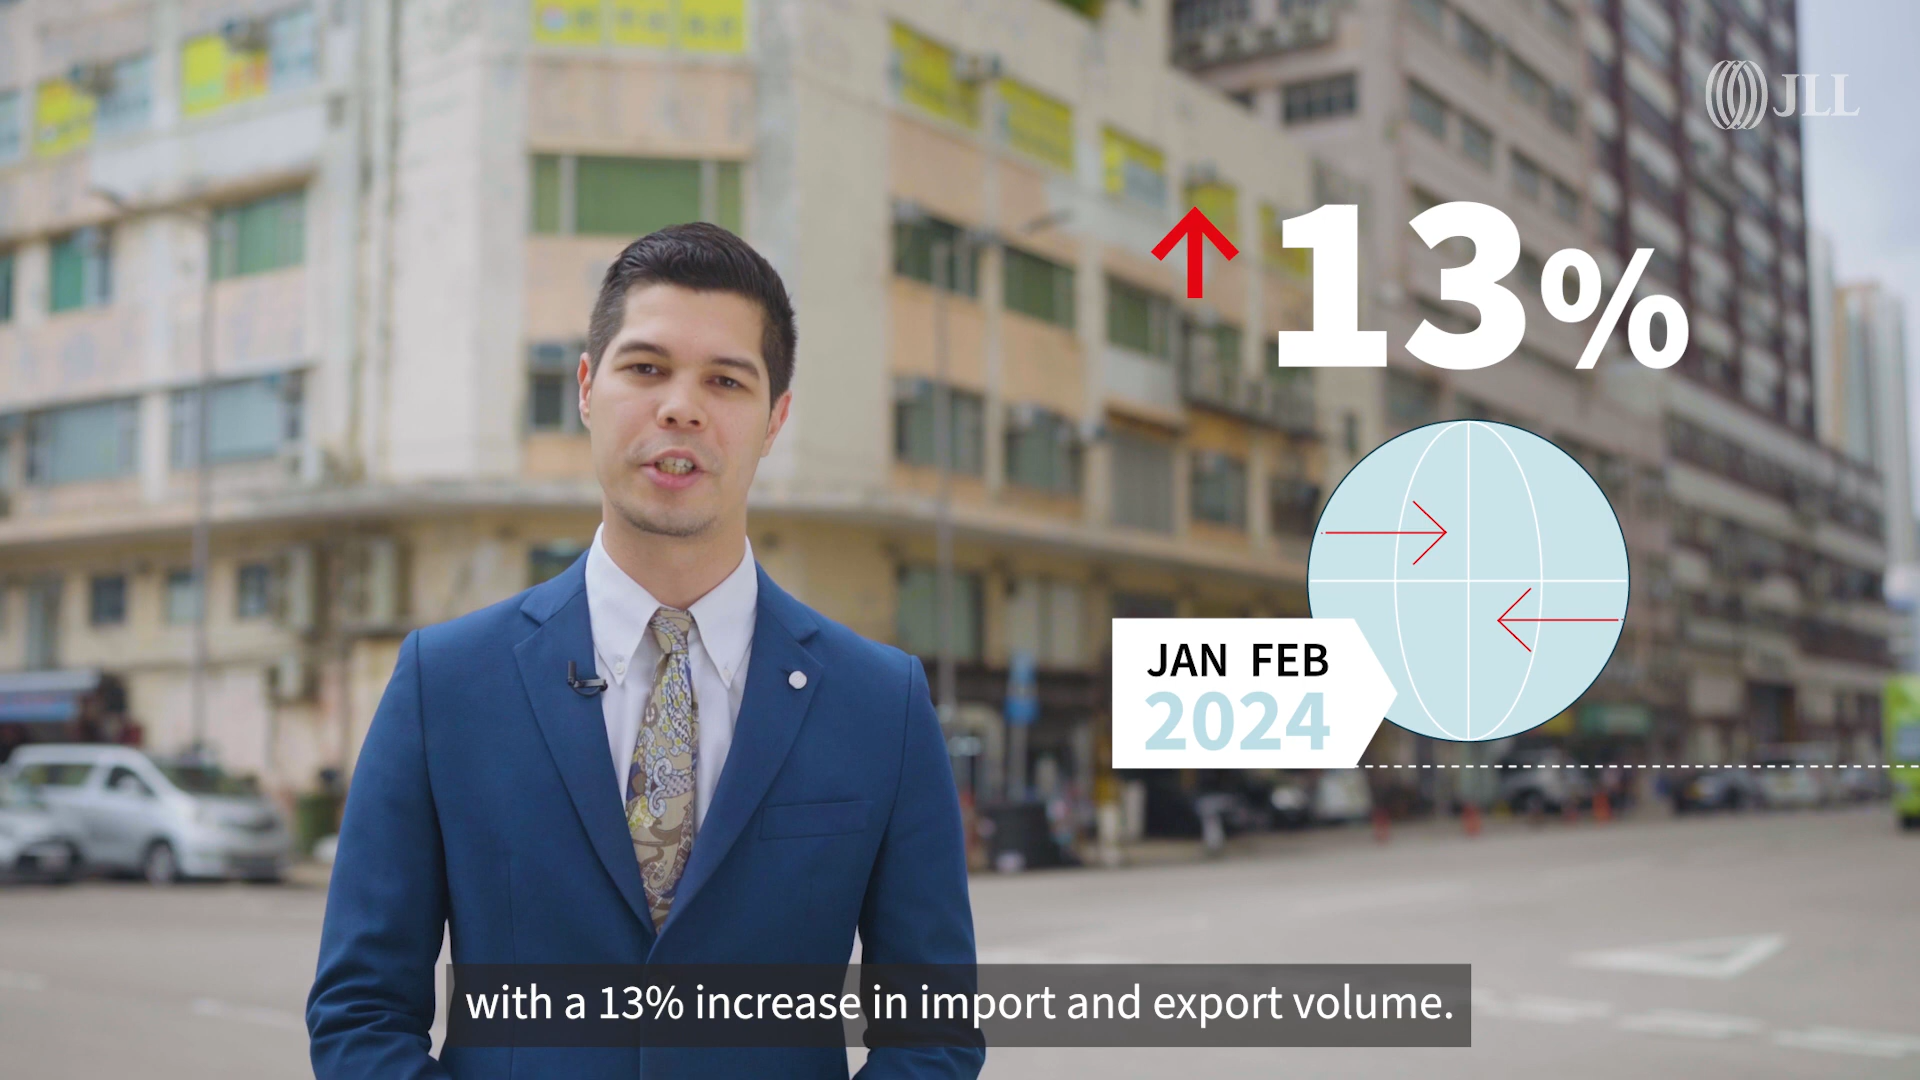 JLL
13%
JAN FEB
2024
with a 13% increase in import and export volume.